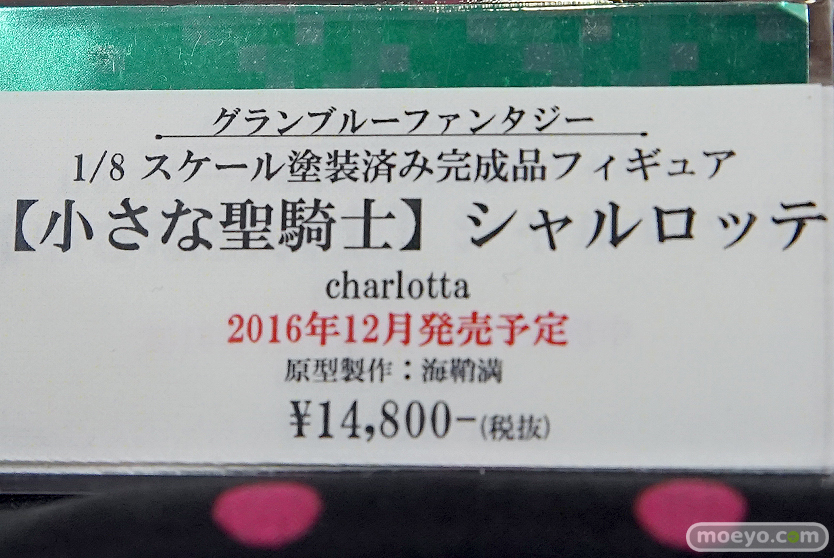 グランブルーファンタジー
1/8 スケール塗装済み完成品フィギュア
【小さな聖騎士】シャルロッテ
charlotta
2016年12月発売予定
原型製作：海鞘満
¥14,800-(税抜)
moeyo.com